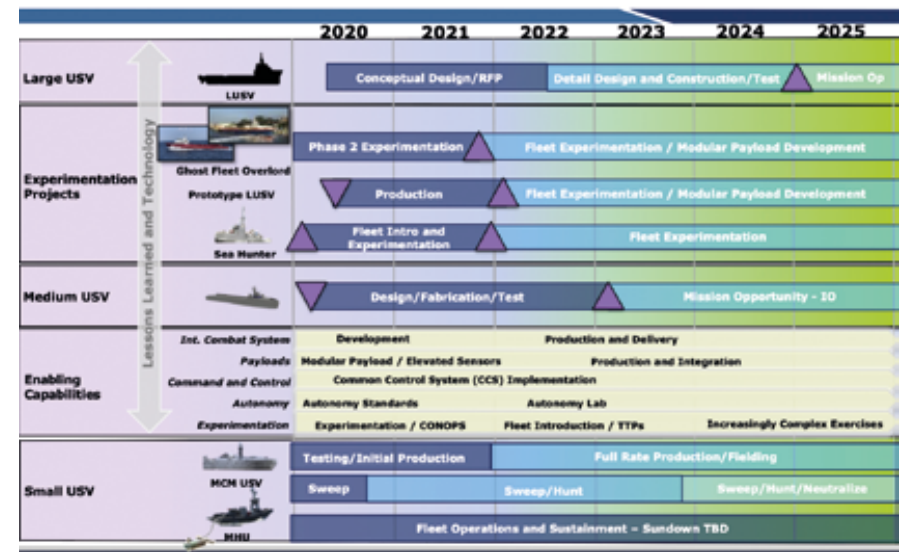 2020 2021 2022 2023 2024 2025
Large USV
LUSV
Conceptual Design/RFP
Detail Design and Construction/Test
Mission Op
Lessons Learned and Technology
Experimentation
Projects
Ghost Fleet Overlord
Phase 2 Experimentation
Fleet Experimentation / Modular Payload Development
Prototype LUSV
Production
Fleet Experimentation / Modular Payload Development
Sea Hunter
Fleet Intro and
Experimentation
Fleet Experimentation
Medium USV
Design/Fabrication/Test
Mission Opportunity - IO
Enabling
Capabilities
Int. Combat System
Development
Production and Delivery
Payloads
Modular Payload / Elevated Sensors
Production and Integration
Command and Control
Common Control System (CCS) Implementation
Autonomy
Autonomy Standards
Autonomy Lab
Experimentation
Experimentation / CONOPS
Fleet Introduction / TTPs
Increasingly Complex Exercises
Small USV
MCM USV
Testing/Initial Production
Full Rate Production/Fielding
Sweep
Sweep/Hunt
Sweep/Hunt/Neutralize
MHU
Fleet Operations and Sustainment – Sundown TBD